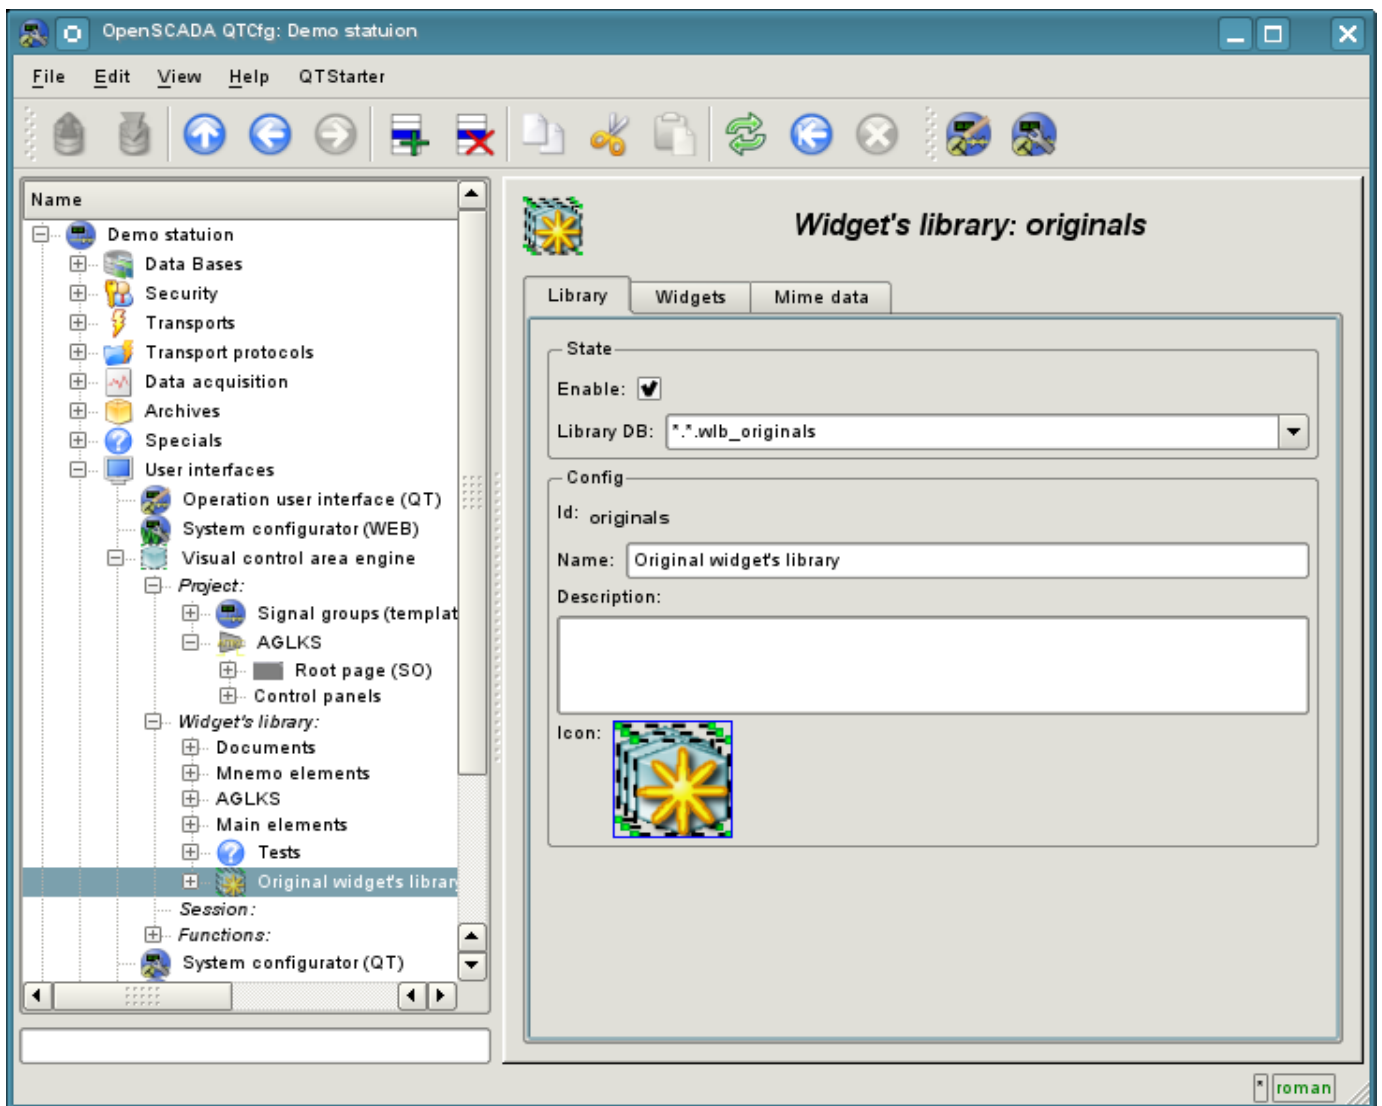 OpenSCADA QTCfg: Demo statuion
File Edit View Help QTStarter
Name
Demo statuion
Data Bases
Security
Transports
Transport protocols
Data acquisition
Archives
Specials
User interfaces
Operation user interface (QT)
System configurator (WEB)
Visual control area engine
Project:
Signal groups (templat
AGLKS
Root page (SO)
Control panels
Widget's library:
Documents
Mnemo elements
AGLKS
Main elements
Tests
Original widget's library
Session:
Functions:
System configurator (QT)
Widget's library: originals
Library Widgets Mime data
State
Enable:
Library DB: *.*.wlb_originals
Config
Id: originals
Name: Original widget's library
Description:
Icon:
* roman